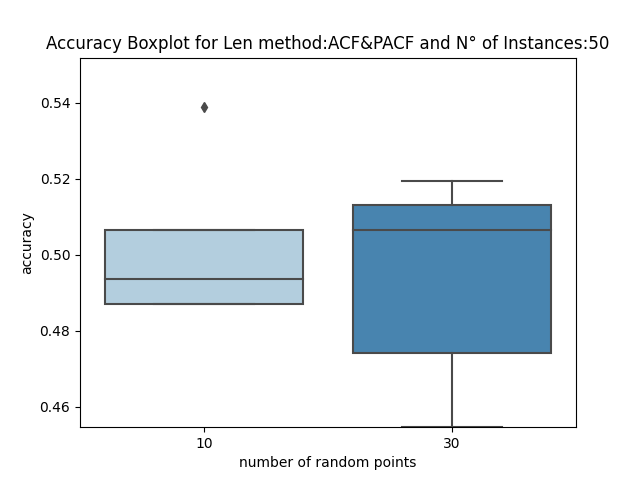 Accuracy Boxplot for Len method:ACF&PACF and N° of Instances:50
0.54
0.52
0.50
0.48
0.46
accuracy
10 30
number of random points